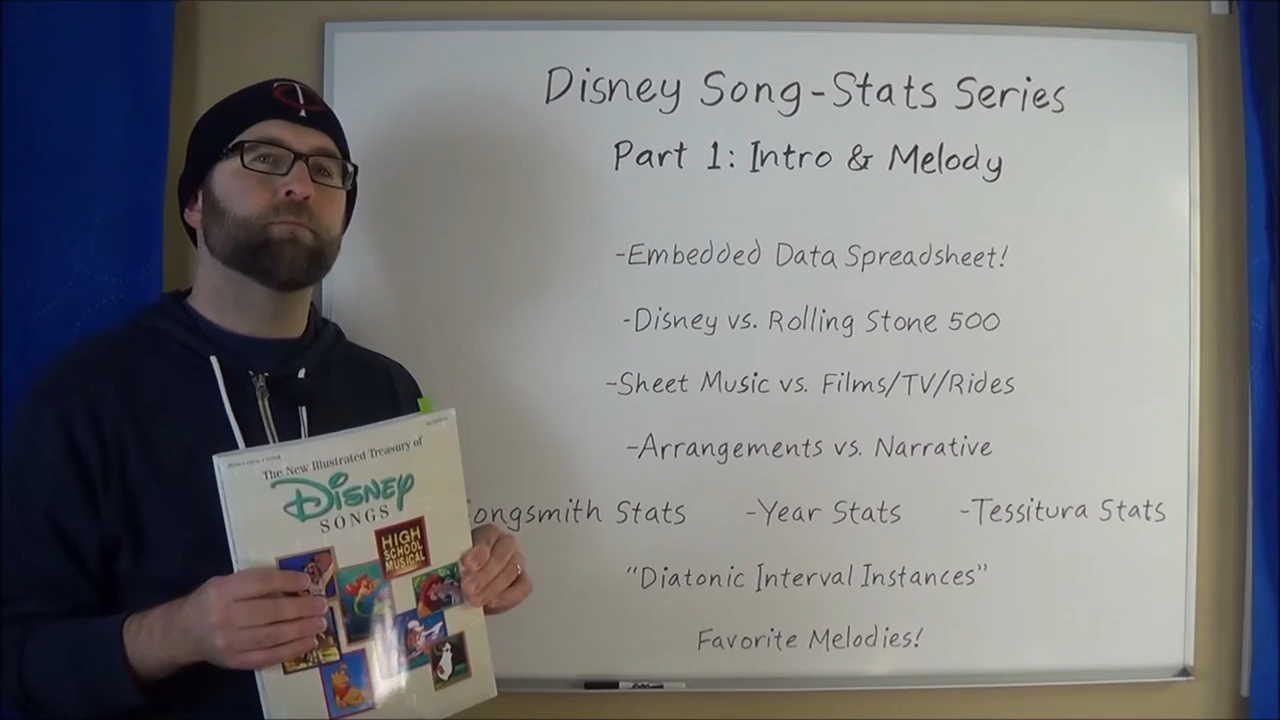 Disney Song-Stats Series
Part 1: Intro & Melody
-Embedded Data Spreadsheet!
-Disney vs. Rolling Stone 500
-Sheet Music vs. Films/TV/Rides
-Arrangements vs. Narrative
ongsmith Stats -Year Stats -Tessitura Stats
"Diatonic Interval Instances"
Favorite Melodies!
The New Illustrated Treasury of
DISNEY
SONGS
HIGH
SCHOOL
MUSICAL